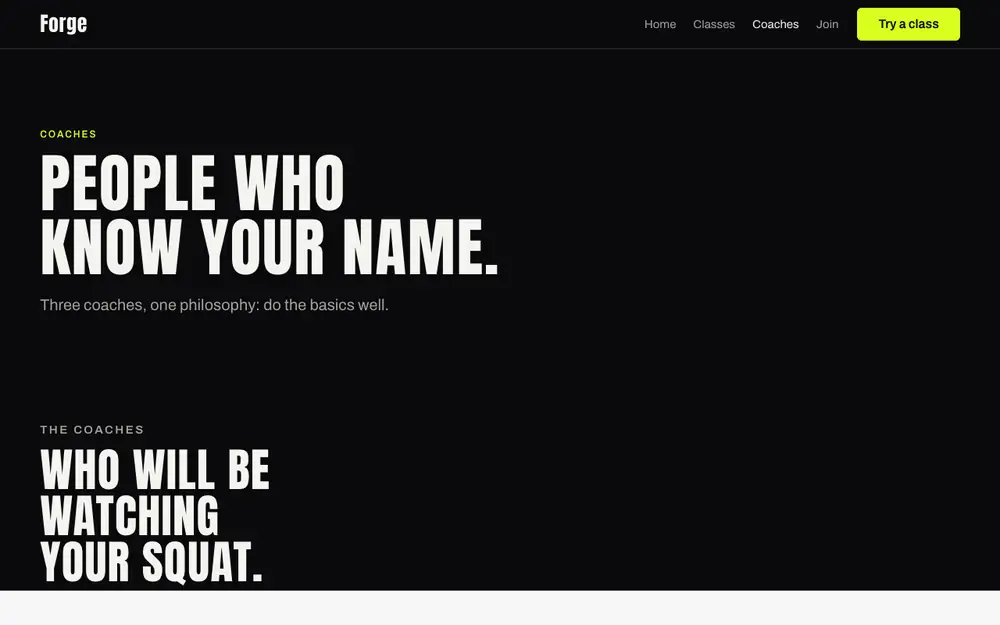 Forge
Home
Classes
Coaches
Join
Try a class
COACHES
PEOPLE WHO
KNOW YOUR NAME.
Three coaches, one philosophy: do the basics well.
THE COACHES
WHO WILL BE
WATCHING
YOUR SQUAT.